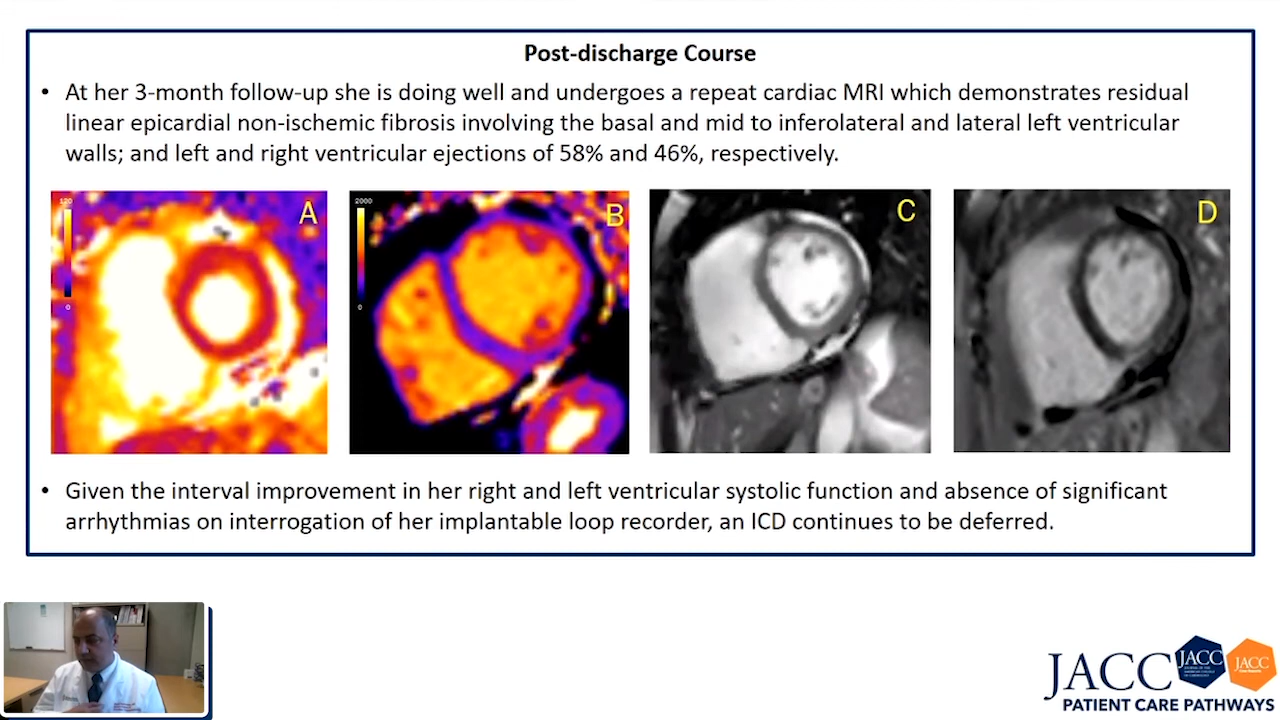 Post-discharge Course
• At her 3-month follow-up she is doing well and undergoes a repeat cardiac MRI which demonstrates residual
linear epicardial non-ischemic fibrosis involving the basal and mid to inferolateral and lateral left ventricular
walls; and left and right ventricular ejections of 58% and 46%, respectively.
120
A
0
2000
B
0
C
D
• Given the interval improvement in her right and left ventricular systolic function and absence of significant
arrhythmias on interrogation of her implantable loop recorder, an ICD continues to be deferred.
JACC
JACC
JACC
PATIENT CARE PATHWAYS